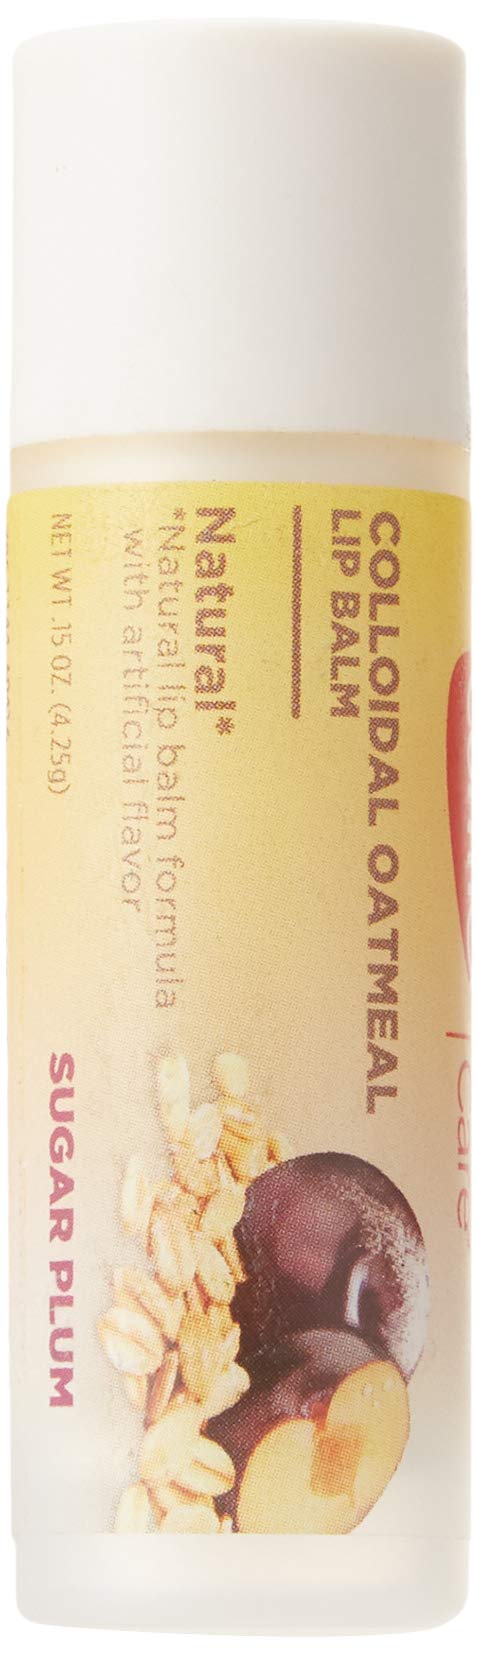 Care
COLLOIDAL OATMEAL
LIP BALM
Natural*
*Natural lip balm formula
with artificial flavor
NET WT .15 OZ. (4.25g)
SUGAR PLUM